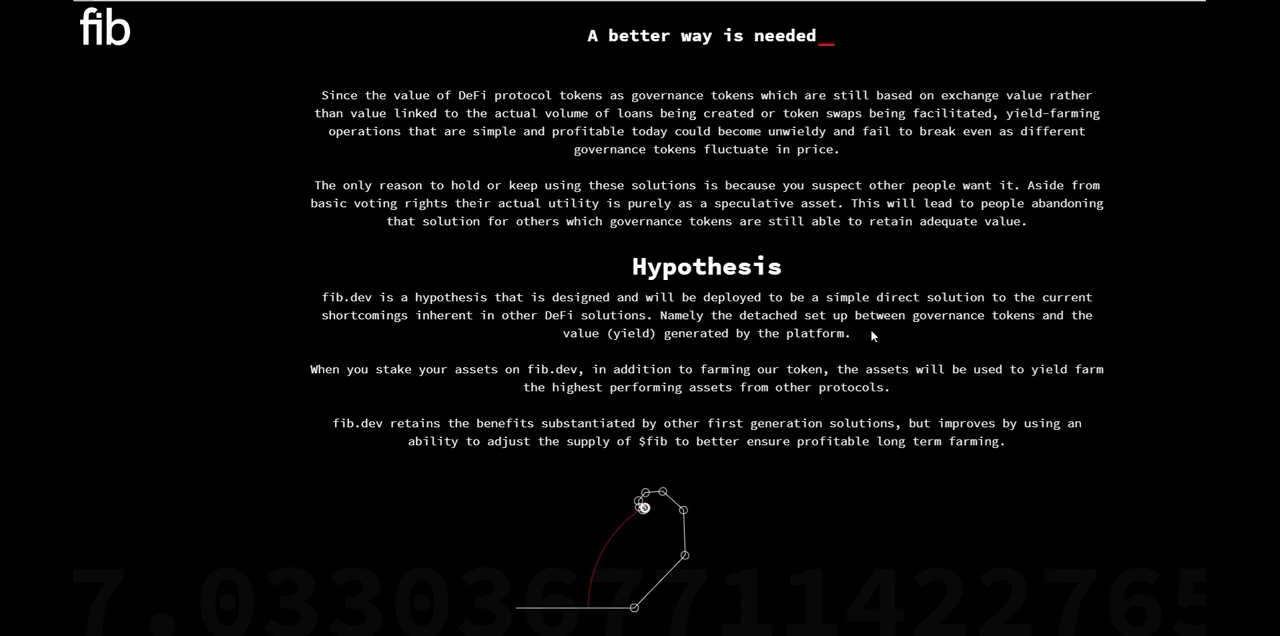 fib
A better way is needed_
Since the value of DeFi protocol tokens as governance tokens which are still based on exchange value rather
than value linked to the actual volume of loans being created or token swaps being facilitated, yield-farming
operations that are simple and profitable today could become unwieldy and fail to break even as different
governance tokens fluctuate in price.
The only reason to hold or keep using these solutions is because you suspect other people want it. Aside from
basic voting rights their actual utility is purely as a speculative asset. This will lead to people abandoning
that solution for others which governance tokens are still able to retain adequate value.
Hypothesis
fib.dev is a hypothesis that is designed and will be deployed to be a simple direct solution to the current
shortcomings inherent in other DeFi solutions. Namely the detached set up between governance tokens and the
value (yield) generated by the platform.
When you stake your assets on fib.dev, in addition to farming our token, the assets will be used to yield farm
the highest performing assets from other protocols.
fib.dev retains the benefits substantiated by other first generation solutions, but improves by using an
ability to adjust the supply of $fib to better ensure profitable long term farming.
7.0330367711422765